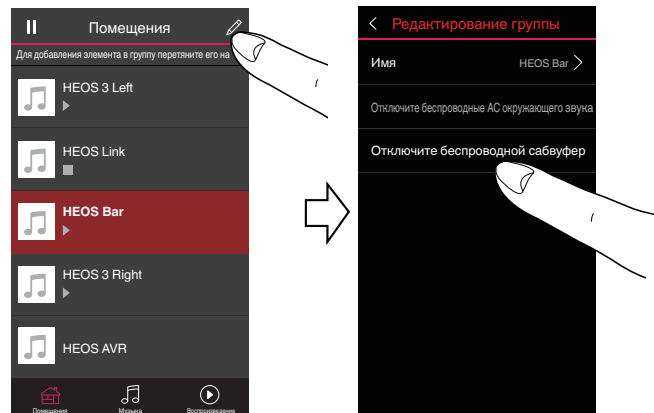 Помещения
Для добавления элемента в группу перетяните его на
HEOS 3 Left
HEOS Link
HEOS Bar
HEOS 3 Right
HEOS AVR
Помещения
Музыка
Воспроизведение
Редактирование группы
Имя HEOS Bar
Отключите беспроводные АС окружающего звука
Отключите беспроводной сабвуфер